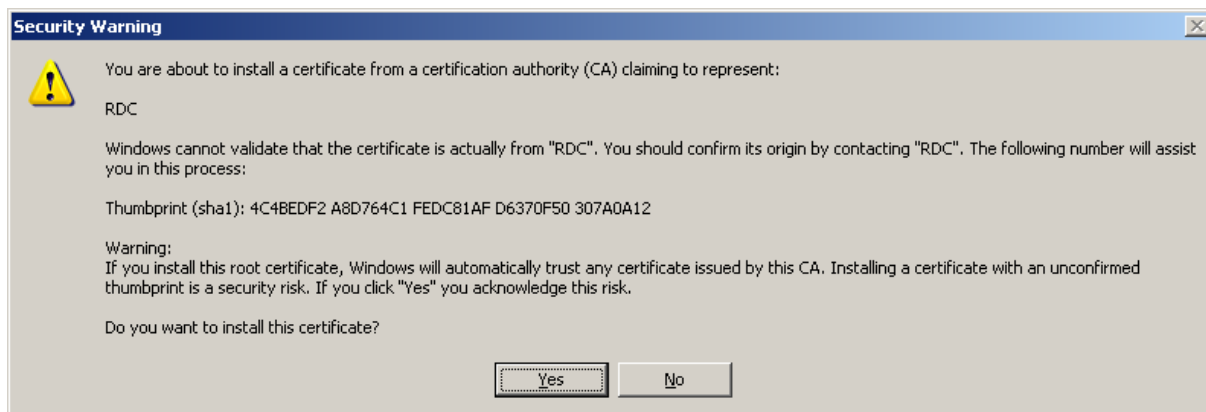 Security Warning
You are about to install a certificate from a certification authority (CA) claiming to represent:
RDC
Windows cannot validate that the certificate is actually from "RDC". You should confirm its origin by contacting "RDC". The following number will assist
you in this process:
Thumbprint (sha1): 4C4BEDF2 A8D764C1 FEDC81AF D6370F50 307A0A12
Warning:
If you install this root certificate, Windows will automatically trust any certificate issued by this CA. Installing a certificate with an unconfirmed
thumbprint is a security risk. If you click "Yes" you acknowledge this risk.
Do you want to install this certificate?
Yes No